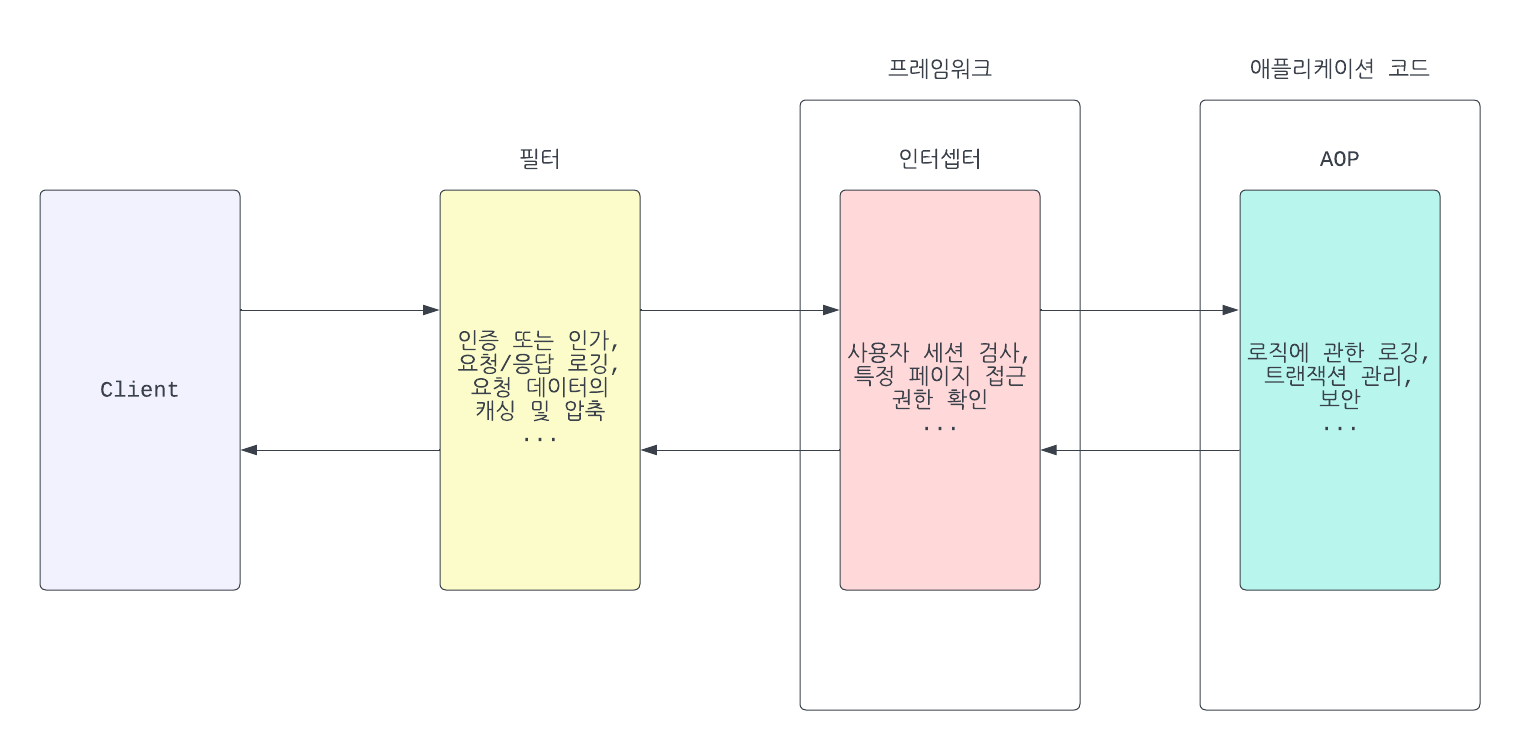 프레임워크
애플리케이션 코드
필터
인터셉터
AOP
Client
인증 또는 인가,
요청/응답 로깅,
요청 데이터의
캐싱 및 압축
...
사용자 세션 검사,
특정 페이지 접근
권한 확인
...
로직에 관한 로깅,
트랜잭션 관리,
보안
...